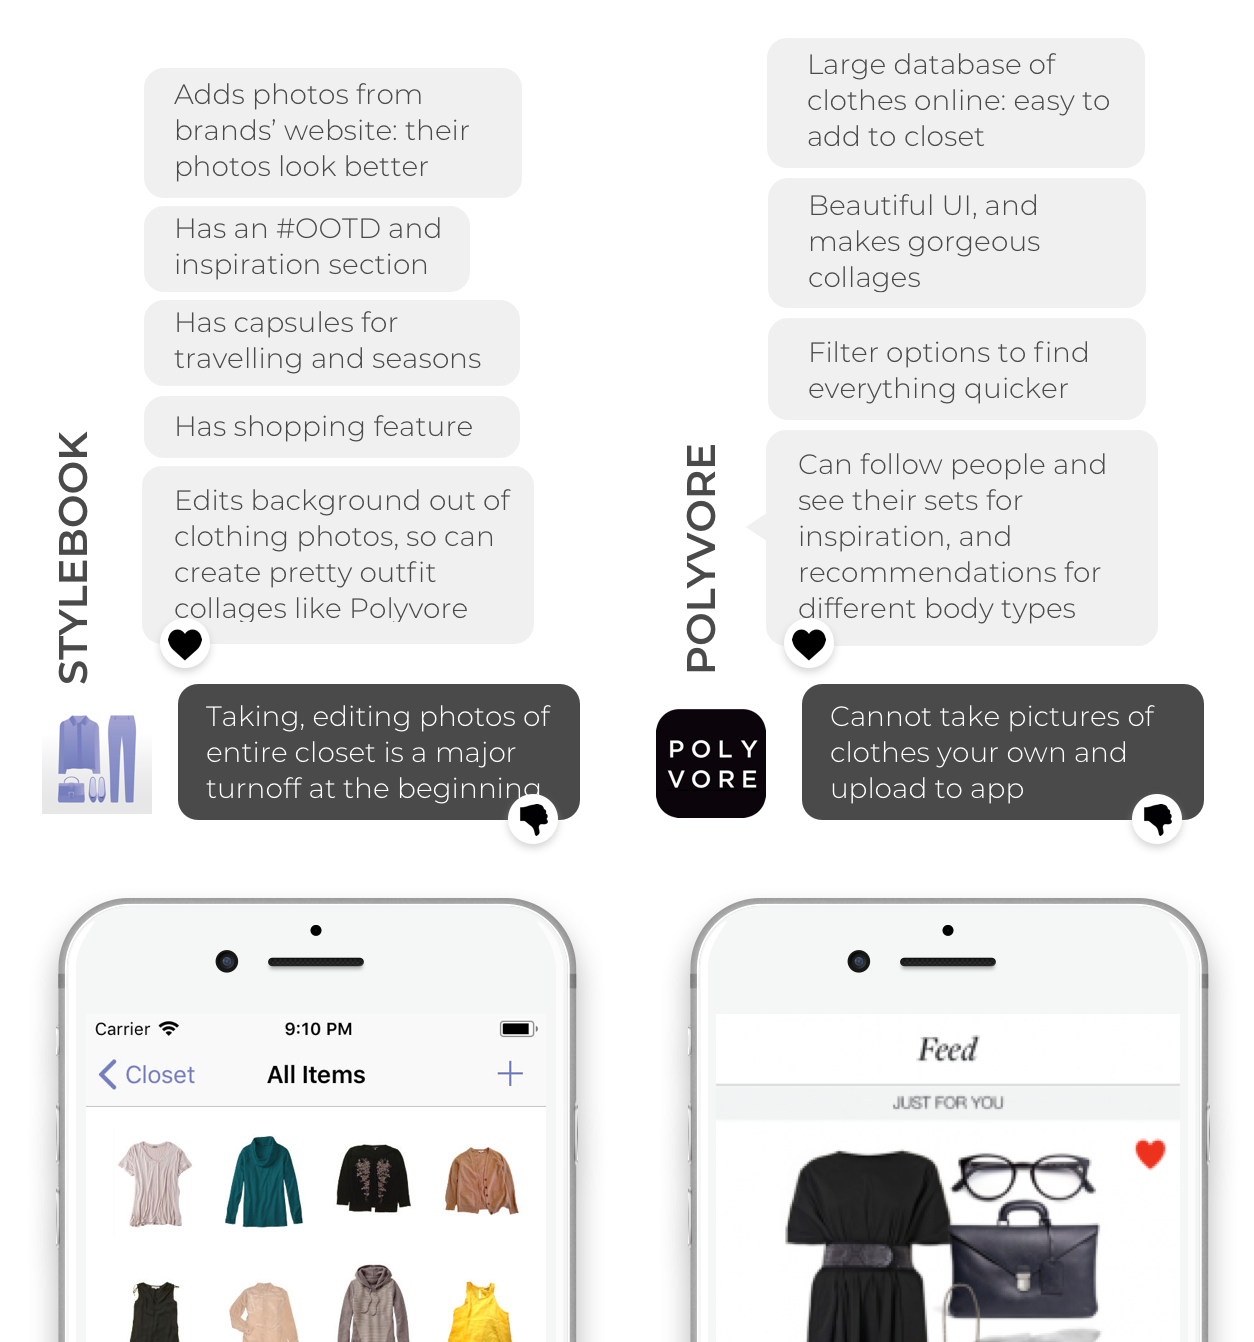 Adds photos from
brands’ website: their
photos look better
Has an #OOTD and
inspiration section
Has capsules for
travelling and seasons
Has shopping feature
Edits background out of
clothing photos, so can
create pretty outfit
collages like Polyvore
STYLEBOOK
Taking, editing photos of
entire closet is a major
turnoff at the beginning
Large database of
clothes online: easy to
add to closet
Beautiful UI, and
makes gorgeous
collages
Filter options to find
everything quicker
Can follow people and
see their sets for
inspiration, and
recommendations for
different body types
POLYVORE
POLY
VORE
Cannot take pictures of
clothes your own and
upload to app
Carrier 9:10 PM
Closet All Items
Feed
JUST FOR YOU